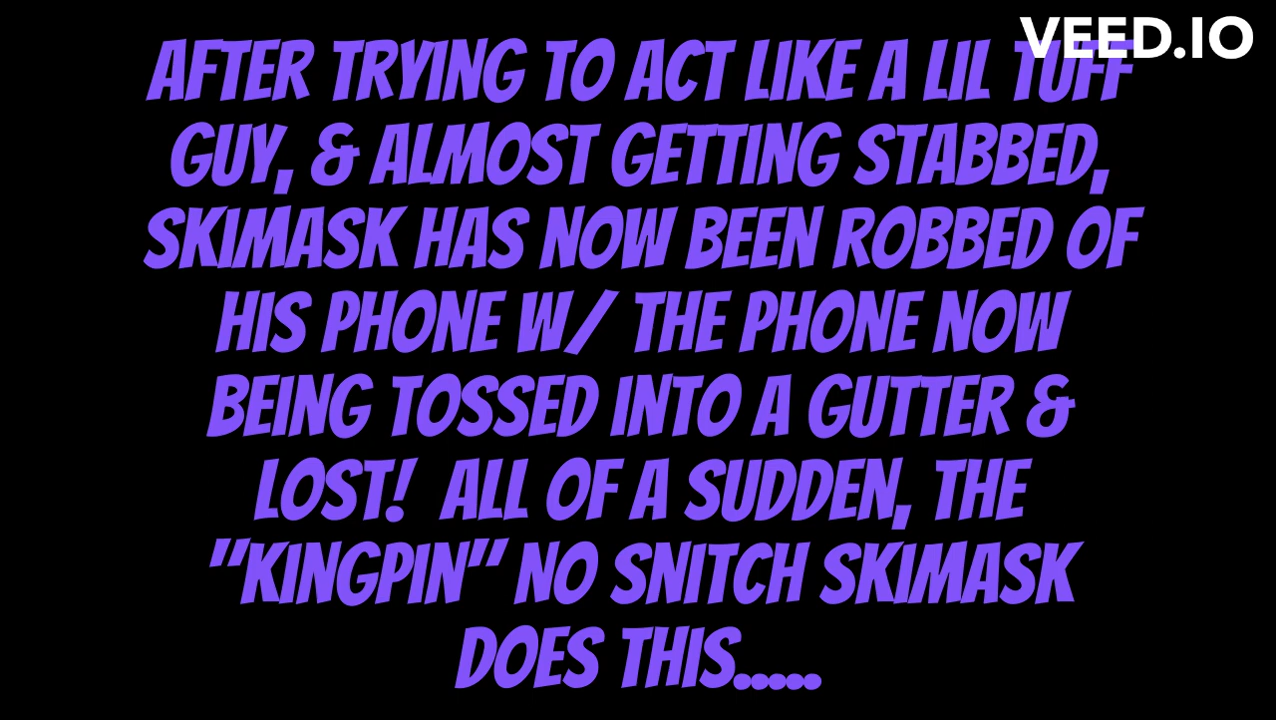 VEED.IO
AFTER TRYING TO ACT LIKE A LIL TUFF
GUY, & ALMOST GETTING STABBED,
SKIMASK HAS NOW BEEN ROBBED OF
HIS PHONE W/ THE PHONE NOW
BEING TOSSED INTO A GUTTER &
LOST! ALL OF A SUDDEN, THE
"KINGPIN" NO SNITCH SKIMASK
DOES THIS.....